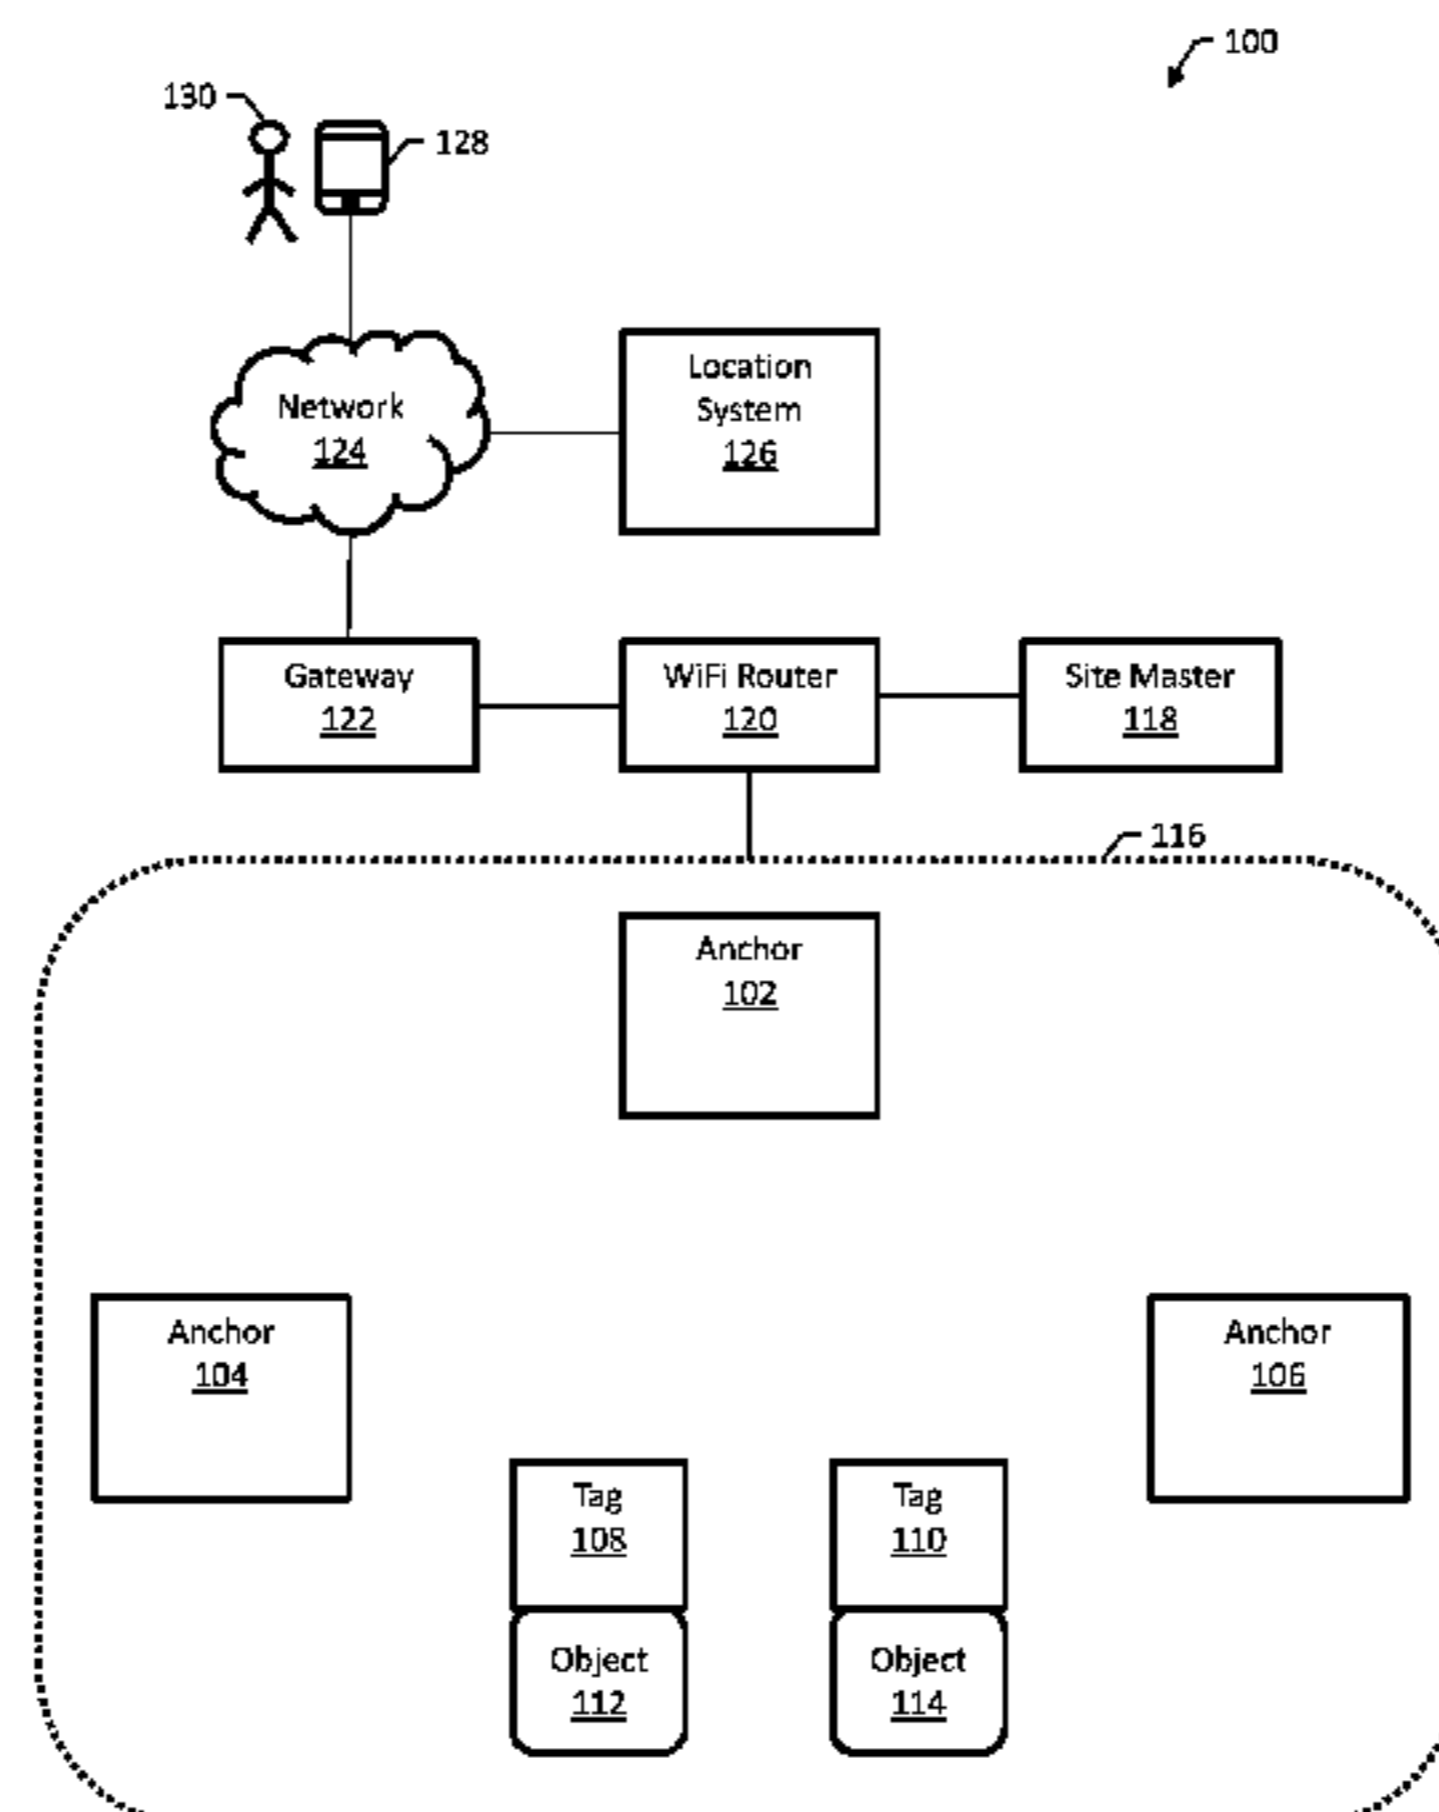 100
130
128
Network
124
Location
System
126
Gateway
122
WiFi Router
120
Site Master
118
116
Anchor
102
Anchor
104
Anchor
106
Tag
108
Tag
110
Object
112
Object
114